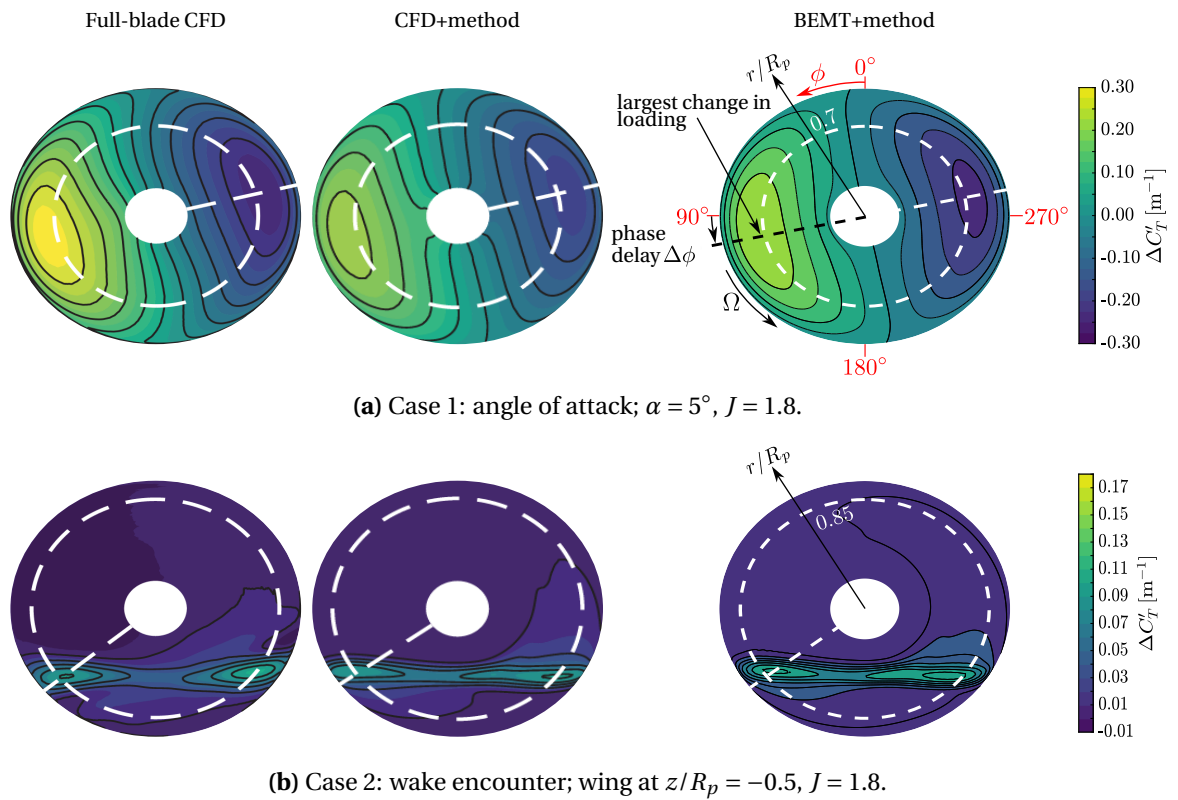 Full-blade CFD
CFD+method
BEMT+method
r/R_p
ϕ
0°
largest change in
loading
0.7
90°
270°
phase
delay Δϕ
Ω
180°
0.30
0.20
0.10
0.00
-0.10
-0.20
-0.30
ΔC′_T [m⁻¹]
(a) Case 1: angle of attack; α = 5°, J = 1.8.
r/R_p
0.85
0.17
0.15
0.13
0.11
0.09
0.07
0.05
0.03
0.01
-0.01
ΔC′_T [m⁻¹]
(b) Case 2: wake encounter; wing at z/R_p = −0.5, J = 1.8.